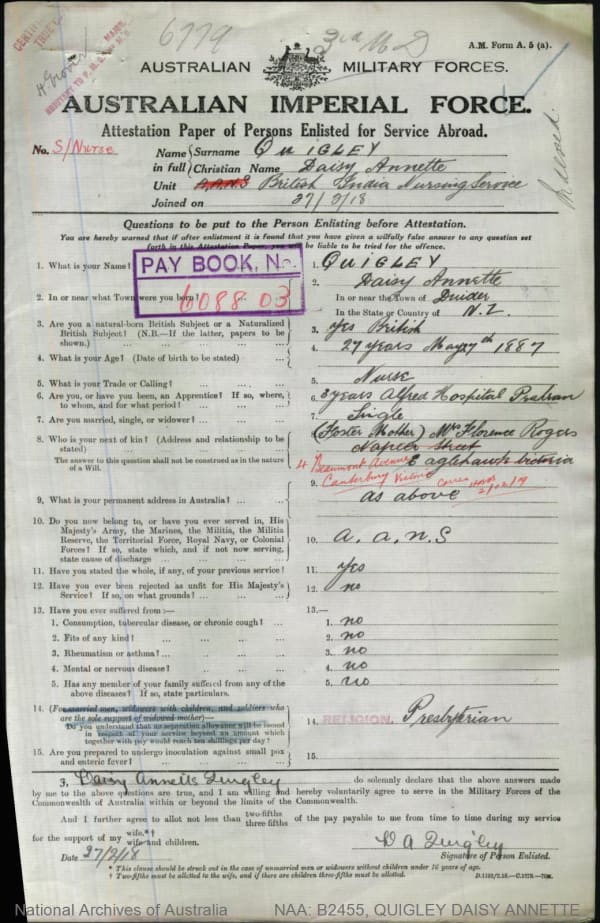 6779
3rd M D
A.M. Form A. 5 (a).
AUSTRALIAN MILITARY FORCES.
AUSTRALIAN IMPERIAL FORCE.
Attestation Paper of Persons Enlisted for Service Abroad.
No. S/Nurse
Name in full { Surname QUIGLEY
Christian Name Daisy Annette
Unit A.A.N.S British India Nursing Service
Joined on 27/2/18
Questions to be put to the Person Enlisting before Attestation.
You are hereby warned that if after enlistment it is found that you have given a wilfully false answer to any question set
forth in this Attestation Paper, you will be liable to be tried for the offence.
1. What is your Name? 1. QUIGLEY
PAY BOOK, No.
6088 03
2. Daisy Annette
2. In or near what Town were you born? ... In or near the Town of
In the State or Country of N.Z.
3. Are you a natural-born British Subject or a Naturalized
British Subject? (N.B.—If the latter, papers to be
shown.) ... 3. Yes British
4. What is your Age? (Date of birth to be stated) ... 4. 27 years May 7th 1887
5. What is your Trade or Calling? ... 5. Nurse
6. Are you, or have you been, an Apprentice? If so, where,
to whom, and for what period? ... 6. 3 years Alfred Hospital Prahran
7. Are you married, single, or widower? ... 7. Single
8. Who is your next of kin? (Address and relationship to be
stated) ... (Foster Mother) Mrs Florence Rogers
The answer to this question shall not be construed as in the nature
of a Will.
Napier Street
Eaglehawk Victoria
4 Beaumont Avenue
Canterbury Victoria
9. What is your permanent address in Australia? ... 9. as above
10. Do you now belong to, or have you ever served in, His
Majesty's Army, the Marines, the Militia, the Militia
Reserve, the Territorial Force, Royal Navy, or Colonial
Forces? If so, state which, and if not now serving,
state cause of discharge ... 10. A.A.N.S
11. Have you stated the whole, if any, of your previous service? 11. yes
12. Have you ever been rejected as unfit for His Majesty's
Service? If so, on what grounds? ... 12. no
13. Have you ever suffered from:— 13.—
1. Consumption, tubercular disease, or chronic cough? ... 1. no
2. Fits of any kind? ... 2. no
3. Rheumatism or asthma? ... 3. no
4. Mental or nervous disease? ... 4. no
5. Has any member of your family suffered from any of the
above diseases? If so, state particulars. 5. no
14. (For married men, widowers with children, and soldiers who
are the sole support of widowed mother)—
Do you understand that no separation allowance will be issued
in respect of your service beyond an amount which
together with pay would reach ten shillings per day? 14. RELIGION. Presbyterian
15. Are you prepared to undergo inoculation against small pox
and enteric fever? ... 15.
I, Daisy Annette Quigley do solemnly declare that the above answers made
by me to the above questions are true, and I am willing and hereby voluntarily agree to serve in the Military Forces of the
Commonwealth of Australia within or beyond the limits of the Commonwealth.
And I further agree to allot not less than two-fifths three-fifths of the pay payable to me from time to time during my service
for the support of my wife.*† wife and children.
D A Quigley
Date 27/2/18 Signature of Person Enlisted.
* This clause should be struck out in the case of unmarried men or widowers without children under 16 years of age.
† Two-fifths must be allotted to the wife, and if there are children three-fifths must be allotted.
National Archives of Australia NAA: B2455, QUIGLEY DAISY ANNETTE